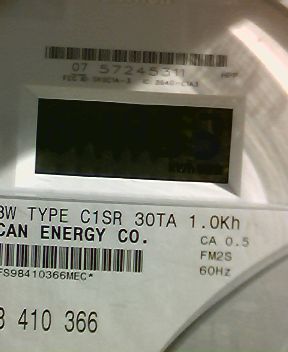 07 57245311
3W TYPE C1SR 30TA 1.0Kh
CAN ENERGY CO.
CA 0.5
FM2S
60Hz
FS98410366MEC*
8 410 366